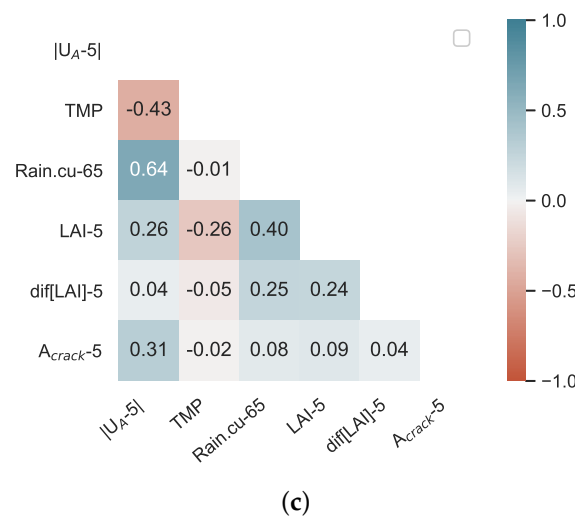 |U_A-5|
1.0
TMP
-0.43
0.5
Rain.cu-65
0.64
-0.01
0.0
LAI-5
0.26
-0.26
0.40
dif[LAI]-5
0.04
-0.05
0.25
0.24
−0.5
A_crack-5
0.31
-0.02
0.08
0.09
0.04
−1.0
|U_A-5|
TMP
Rain.cu-65
LAI-5
dif[LAI]-5
A_crack-5
(c)